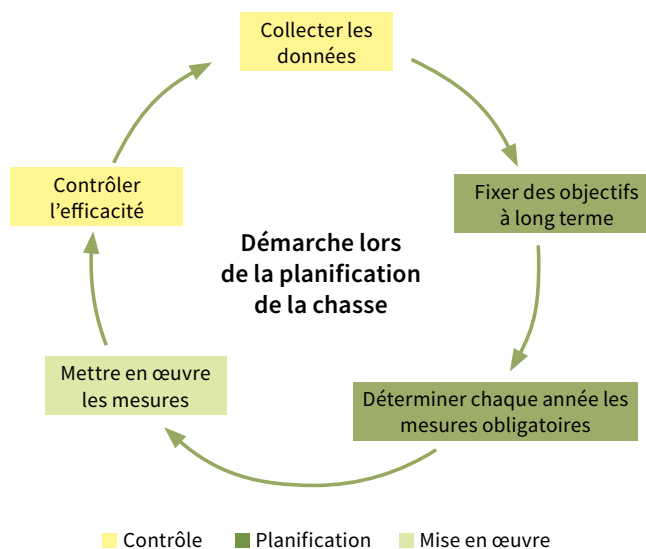 Collecter les
données
Fixer des objectifs
à long terme
Déterminer chaque année les
mesures obligatoires
Mettre en œuvre
les mesures
Contrôler
l'efficacité
Démarche lors
de la planification
de la chasse
Contrôle
Planification
Mise en œuvre